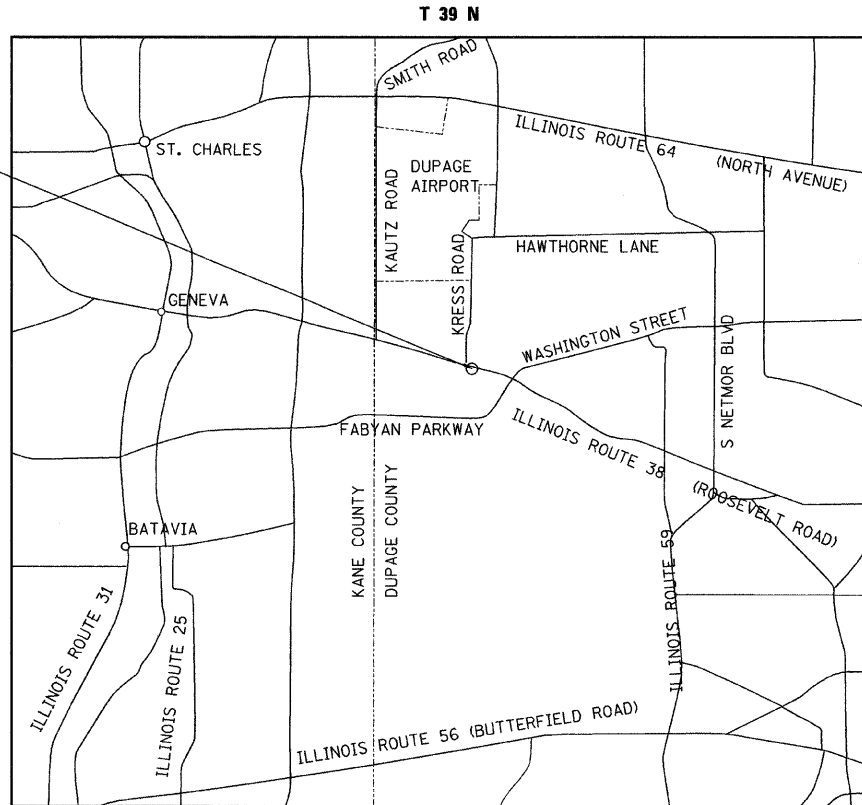 T 39 N
SMITH ROAD
ILLINOIS ROUTE 64 (NORTH AVENUE)
ST. CHARLES
DUPAGE
AIRPORT
KAUTZ ROAD
HAWTHORNE LANE
KRESS ROAD
GENEVA
WASHINGTON STREET
S NETMOR BLVD
FABYAN PARKWAY
ILLINOIS ROUTE 38 (ROOSEVELT ROAD)
KANE COUNTY
DUPAGE COUNTY
BATAVIA
ILLINOIS ROUTE 59
ILLINOIS ROUTE 31
ILLINOIS ROUTE 25
ILLINOIS ROUTE 56 (BUTTERFIELD ROAD)